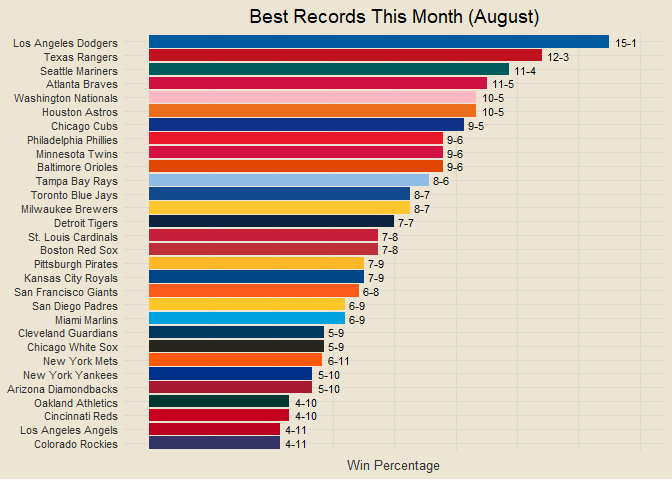 Best Records This Month (August)
Los Angeles Dodgers 15-1
Texas Rangers 12-3
Seattle Mariners 11-4
Atlanta Braves 11-5
Washington Nationals 10-5
Houston Astros 10-5
Chicago Cubs 9-5
Philadelphia Phillies 9-6
Minnesota Twins 9-6
Baltimore Orioles 9-6
Tampa Bay Rays 8-6
Toronto Blue Jays 8-7
Milwaukee Brewers 8-7
Detroit Tigers 7-7
St. Louis Cardinals 7-8
Boston Red Sox 7-8
Pittsburgh Pirates 7-9
Kansas City Royals 7-9
San Francisco Giants 6-8
San Diego Padres 6-9
Miami Marlins 6-9
Cleveland Guardians 5-9
Chicago White Sox 5-9
New York Mets 6-11
New York Yankees 5-10
Arizona Diamondbacks 5-10
Oakland Athletics 4-10
Cincinnati Reds 4-10
Los Angeles Angels 4-11
Colorado Rockies 4-11
Win Percentage